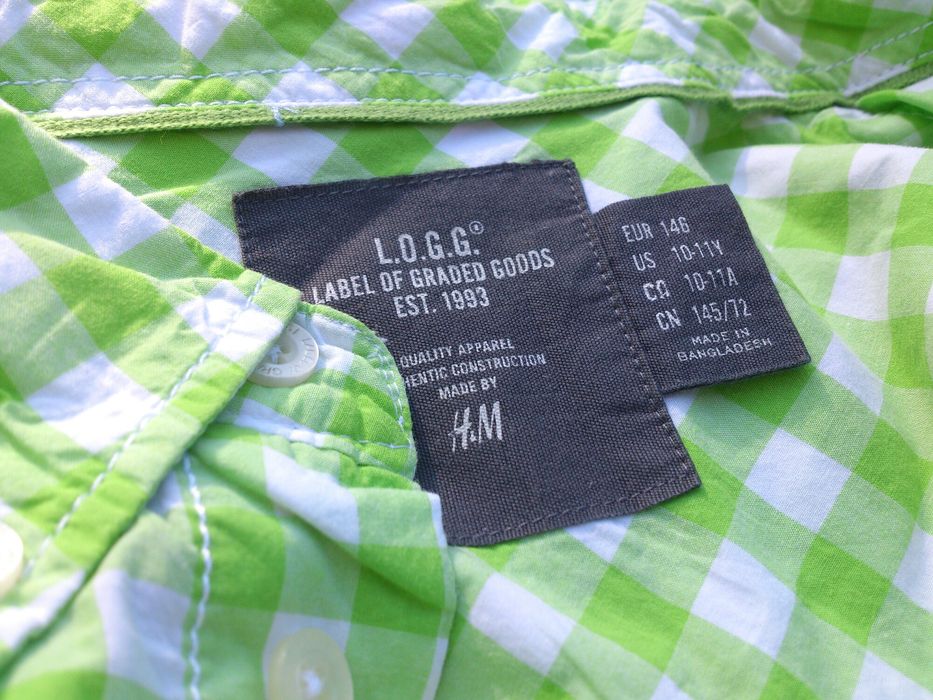 L.O.G.G.®
LABEL OF GRADED GOODS
EST. 1993
QUALITY APPAREL
HENTIC CONSTRUCTION
MADE BY
H&M
EUR 146
US 10-11Y
CA 10-11A
CN 145/72
MADE IN
BANGLADESH